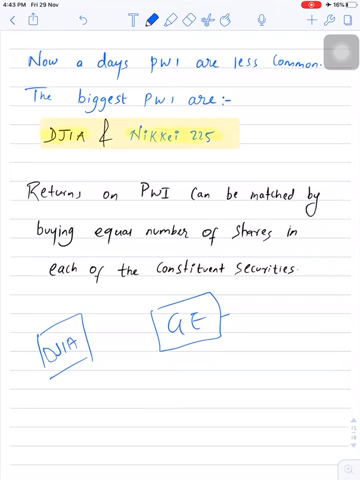 4:43 PM Fri 29 Nov
16%
Now a days PWI are less common.
The biggest PWI are:-
DJIA & Nikkei 225
Returns on PWI can be matched by
buying equal number of shares in
each of the constituent securities.
DJIA
GE